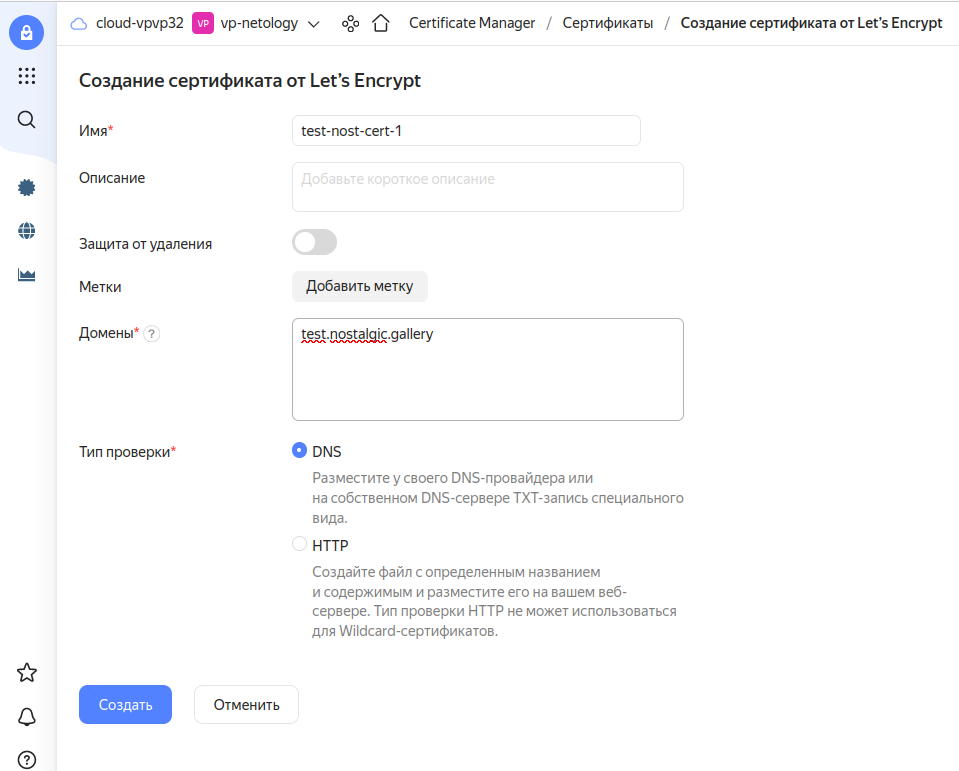 cloud-vpvp32 VP vp-netology Certificate Manager / Сертификаты / Создание сертификата от Let’s Encrypt
Создание сертификата от Let’s Encrypt
Имя* test-nost-cert-1
Описание Добавьте короткое описание
Защита от удаления
Метки Добавить метку
Домены* ? test.nostalgic.gallery
Тип проверки* DNS
Разместите у своего DNS-провайдера или
на собственном DNS-сервере TXT-запись специального
вида.
HTTP
Создайте файл с определенным названием
и содержимым и разместите его на вашем веб-
сервере. Тип проверки HTTP не может использоваться
для Wildcard-сертификатов.
Создать Отменить